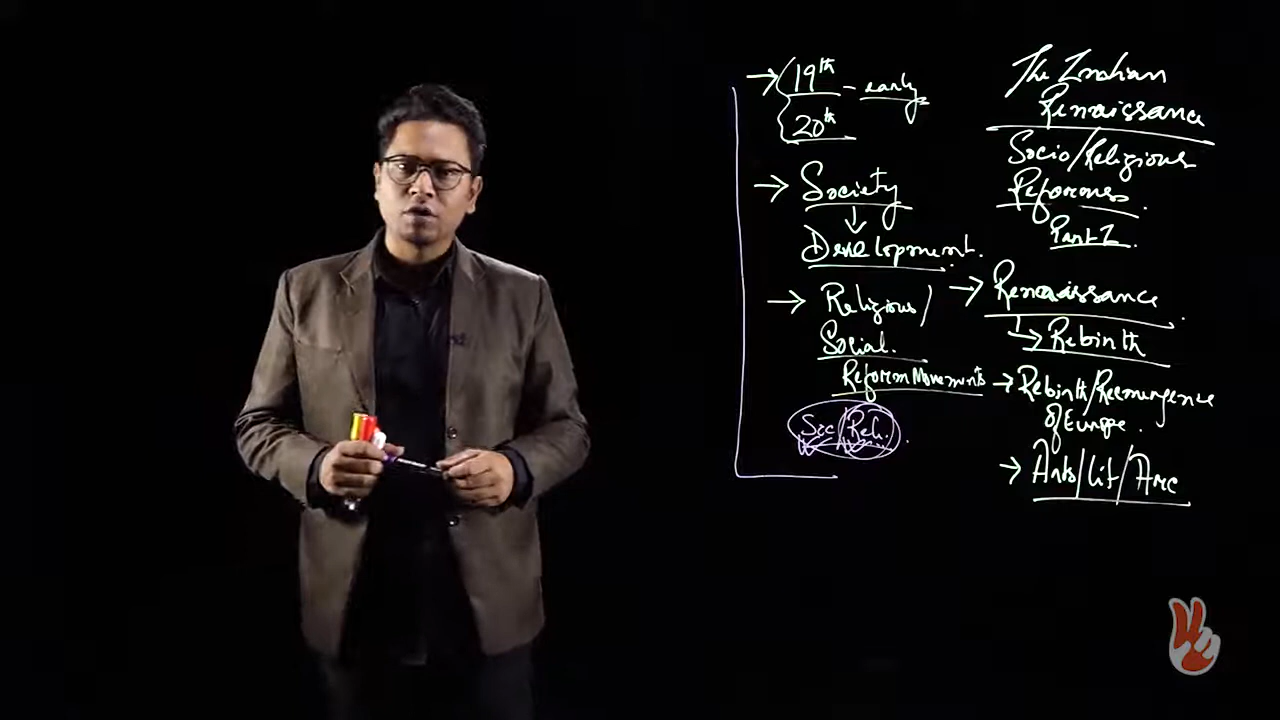 The Indian
Renaissance
Socio/Religious
Reforms.
Part I
→ Renaissance.
→ Rebirth
→ Rebirth/Reemergence
of Europe.
→ Arts/Lit/Arc
→ 19th - early
20th
→ Society
↓
Development.
→ Religious/
Social.
Reform Movements
Soc/Reli.